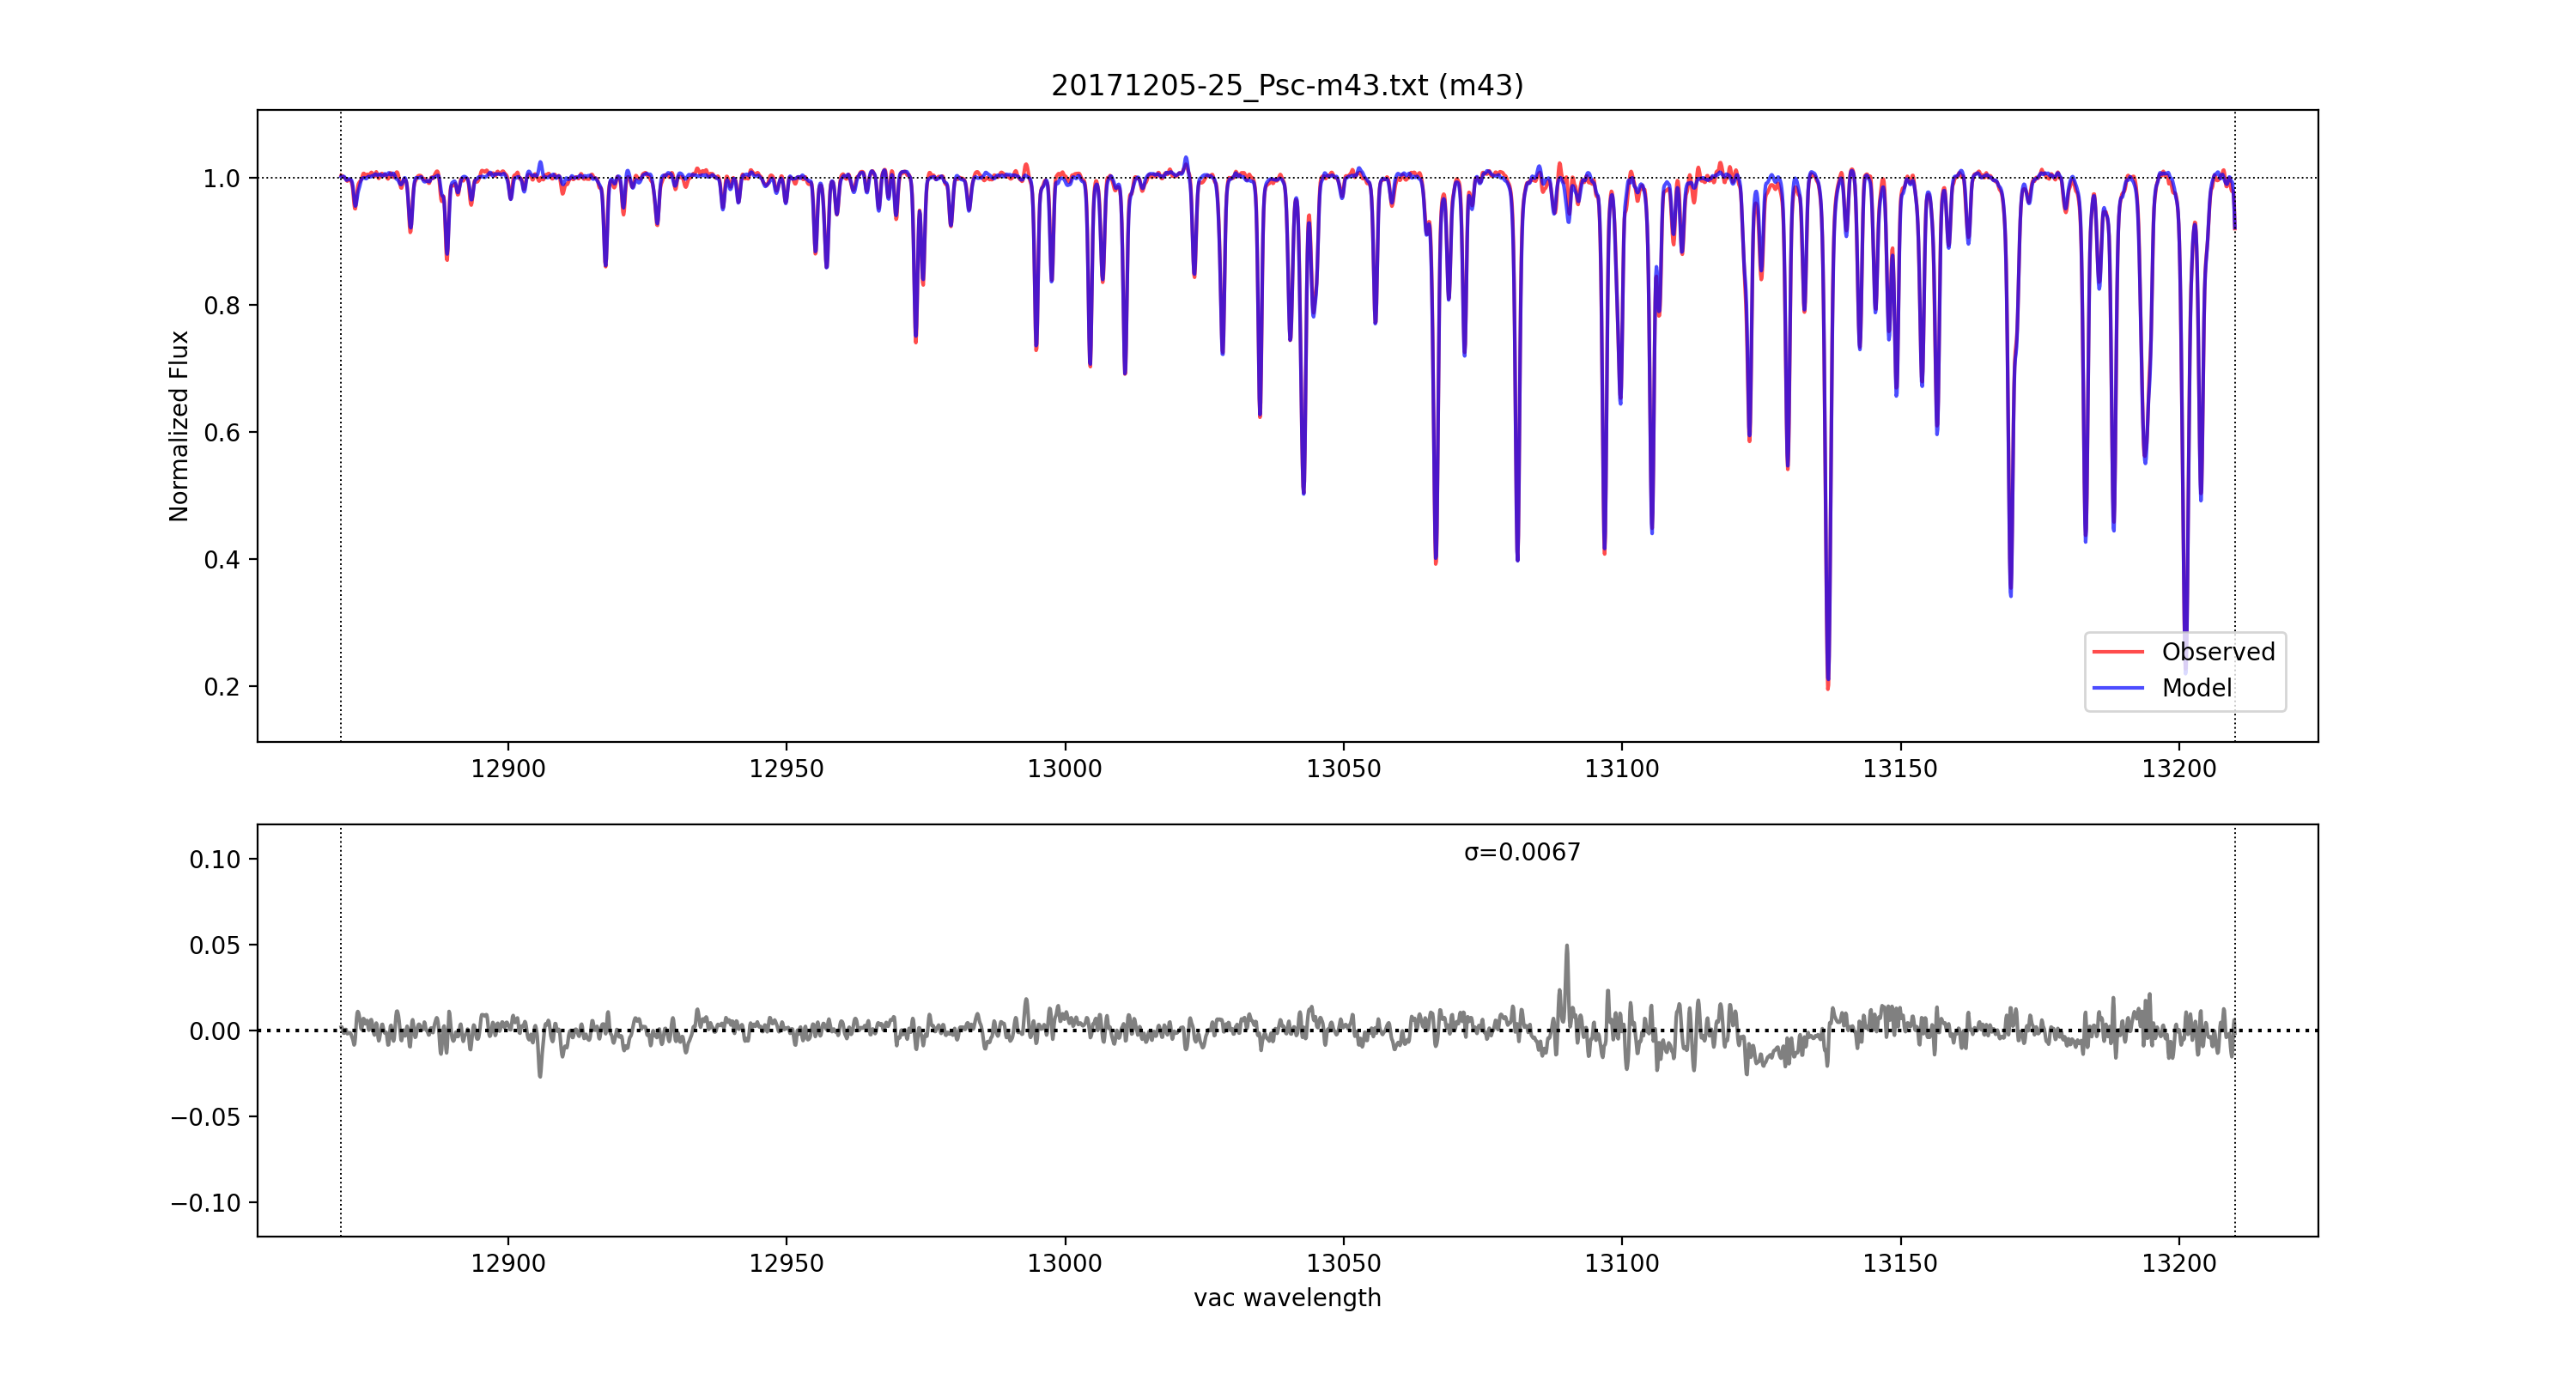 20171205-25_Psc-m43.txt (m43)
Normalized Flux
1.0
0.8
0.6
0.4
0.2
Observed
Model
12900 12950 13000 13050 13100 13150 13200
σ=0.0067
0.10
0.05
0.00
−0.05
−0.10
12900 12950 13000 13050 13100 13150 13200
vac wavelength